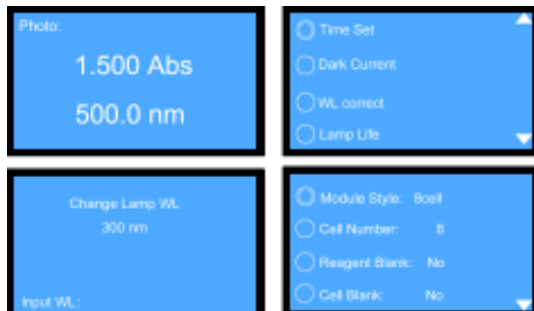 Photo:
1.500 Abs
500.0 nm
Time Set
Dark Current
WL correct
Lamp Life
Change Lamp WL
300 nm
Input WL:
Module Style: 8cell
Cell Number: 8
Reagent Blank: No
Cell Blank: No